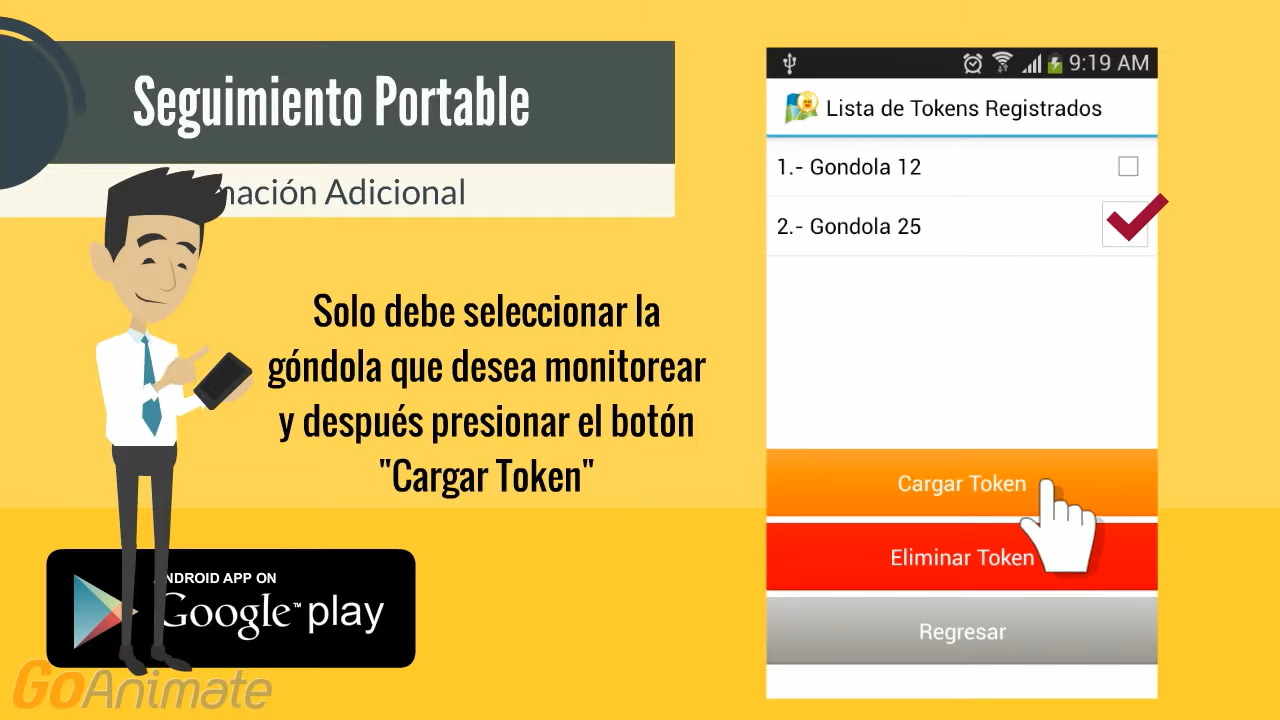 Seguimiento Portable
mación Adicional
Solo debe seleccionar la
góndola que desea monitorear
y después presionar el botón
"Cargar Token"
ANDROID APP ON
Google™ play
GoAnimate
9:19 AM
Lista de Tokens Registrados
1.- Gondola 12
2.- Gondola 25
Cargar Token
Eliminar Token
Regresar